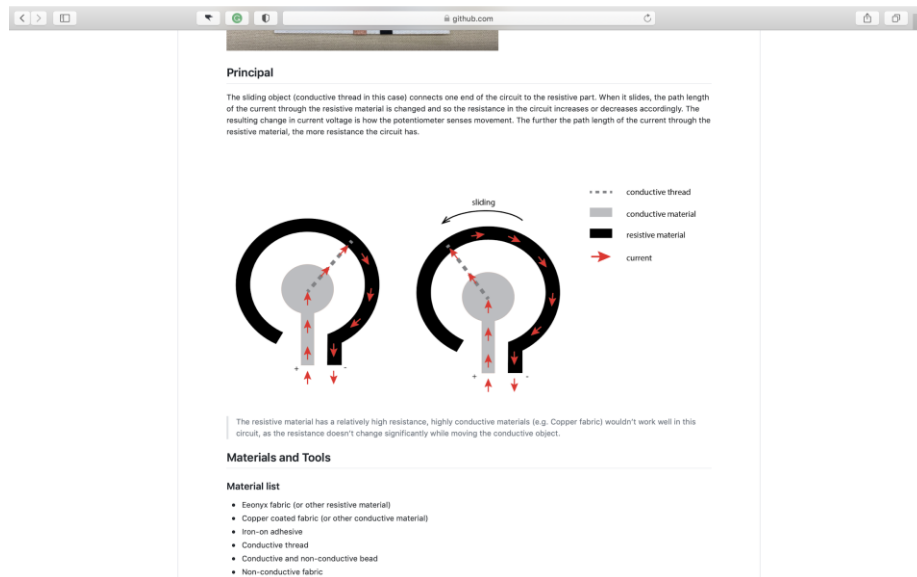 github.com
Principal
The sliding object (conductive thread in this case) connects one end of the circuit to the resistive part. When it slides, the path length
of the current through the resistive material is changed and so the resistance in the circuit increases or decreases accordingly. The
resulting change in current voltage is how the potentiometer senses movement. The further the path length of the current through the
resistive material, the more resistance the circuit has.
sliding
conductive thread
conductive material
resistive material
current
+ -
+ -
The resistive material has a relatively high resistance, highly conductive materials (e.g. Copper fabric) wouldn't work well in this
circuit, as the resistance doesn't change significantly while moving the conductive object.
Materials and Tools
Material list
• Eeonyx fabric (or other resistive material)
• Copper coated fabric (or other conductive material)
• Iron-on adhesive
• Conductive thread
• Conductive and non-conductive bead
• Non-conductive fabric